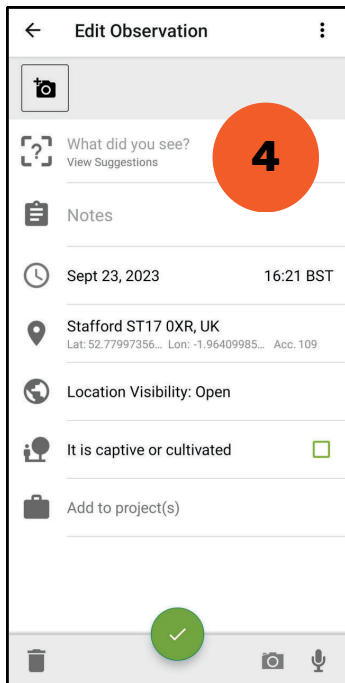 Edit Observation
What did you see?
View Suggestions
4
Notes
Sept 23, 2023 16:21 BST
Stafford ST17 0XR, UK
Lat: 52.77997356... Lon: -1.96409985... Acc. 109
Location Visibility: Open
It is captive or cultivated
Add to project(s)